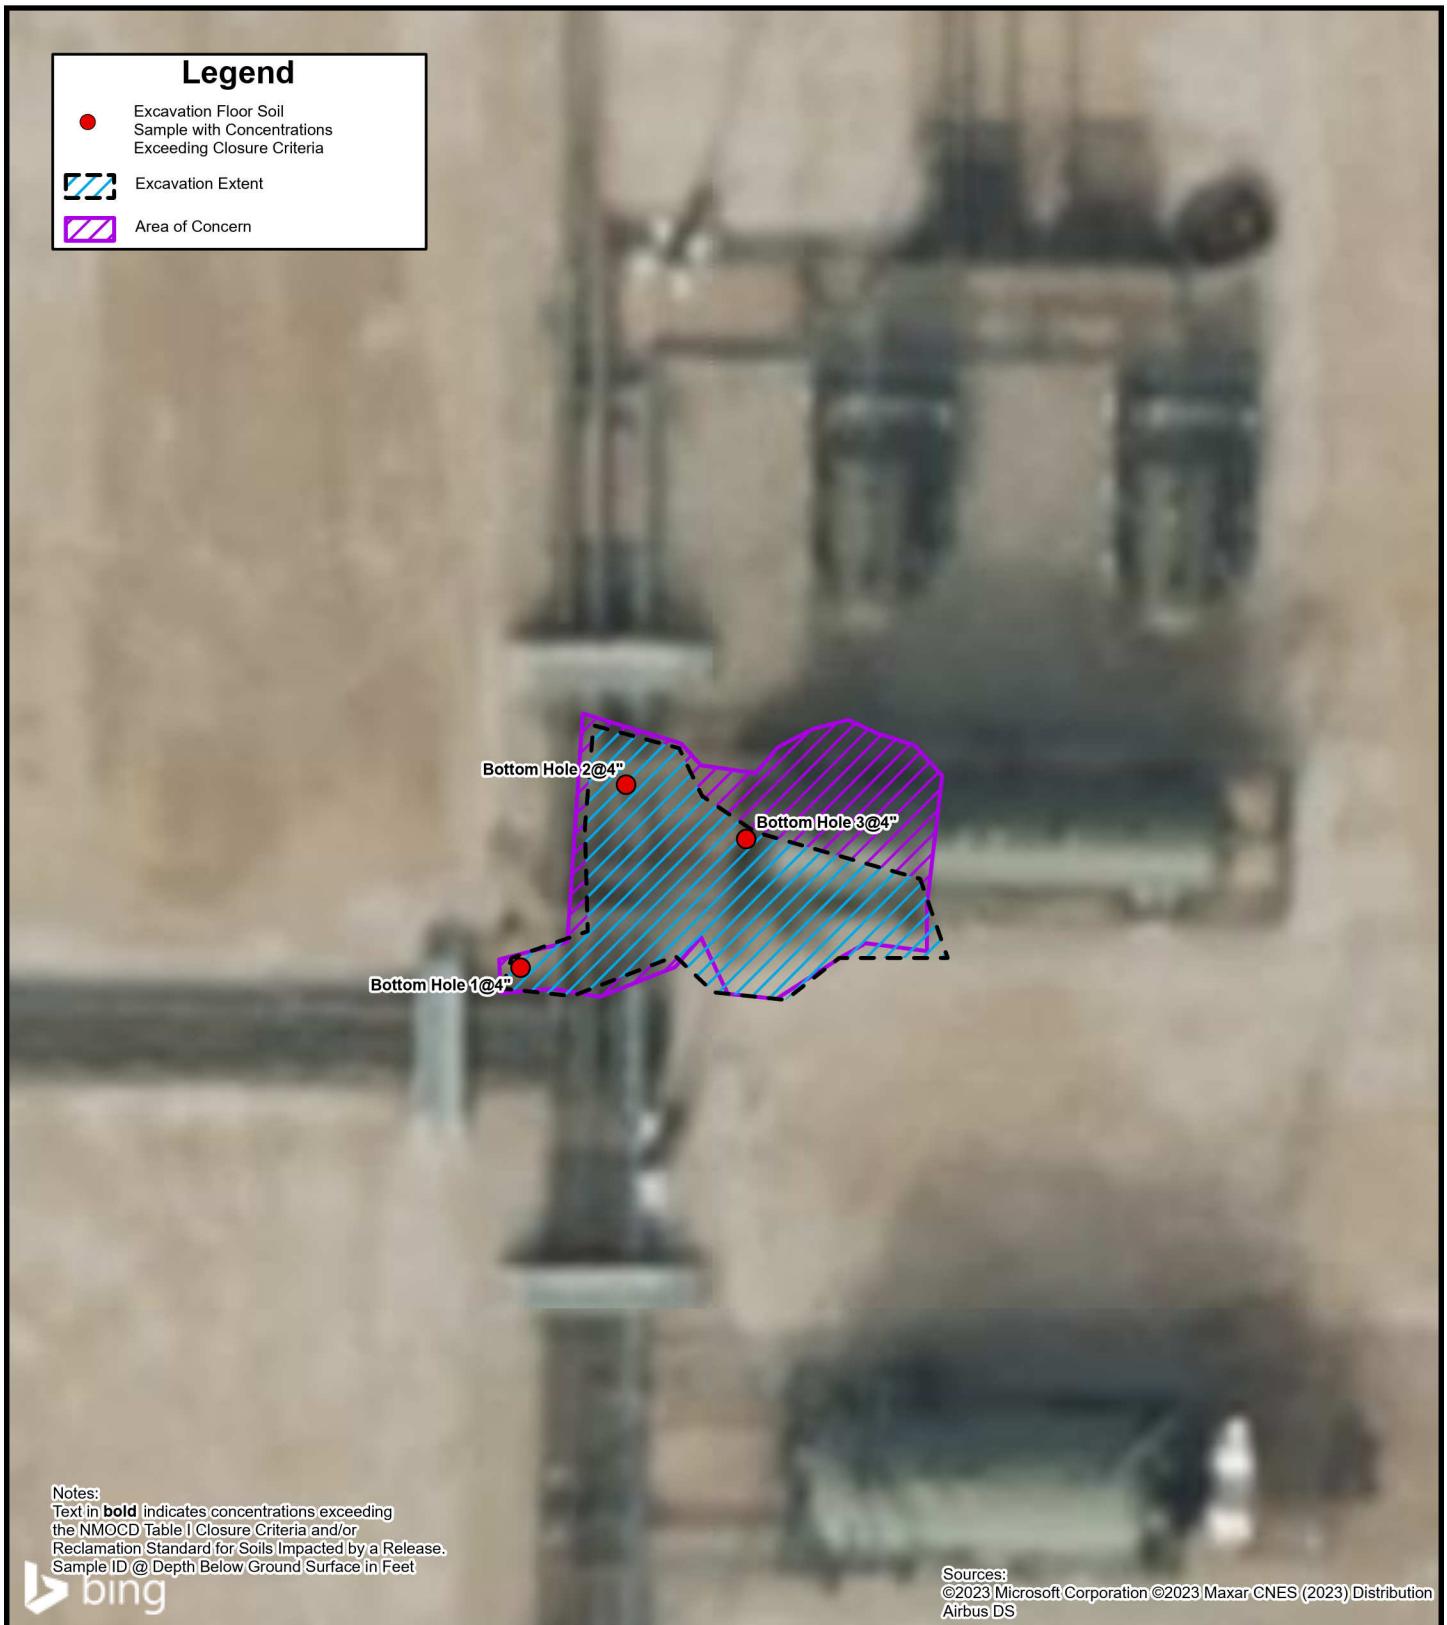 Legend
Excavation Floor Soil
Sample with Concentrations
Exceeding Closure Criteria
Excavation Extent
Area of Concern
Bottom Hole 2@4"
Bottom Hole 3@4"
Bottom Hole 1@4"
Notes:
Text in bold indicates concentrations exceeding
the NMOCD Table I Closure Criteria and/or
Reclamation Standard for Soils Impacted by a Release.
Sample ID @ Depth Below Ground Surface in Feet
bing
Sources:
©2023 Microsoft Corporation ©2023 Maxar CNES (2023) Distribution
Airbus DS